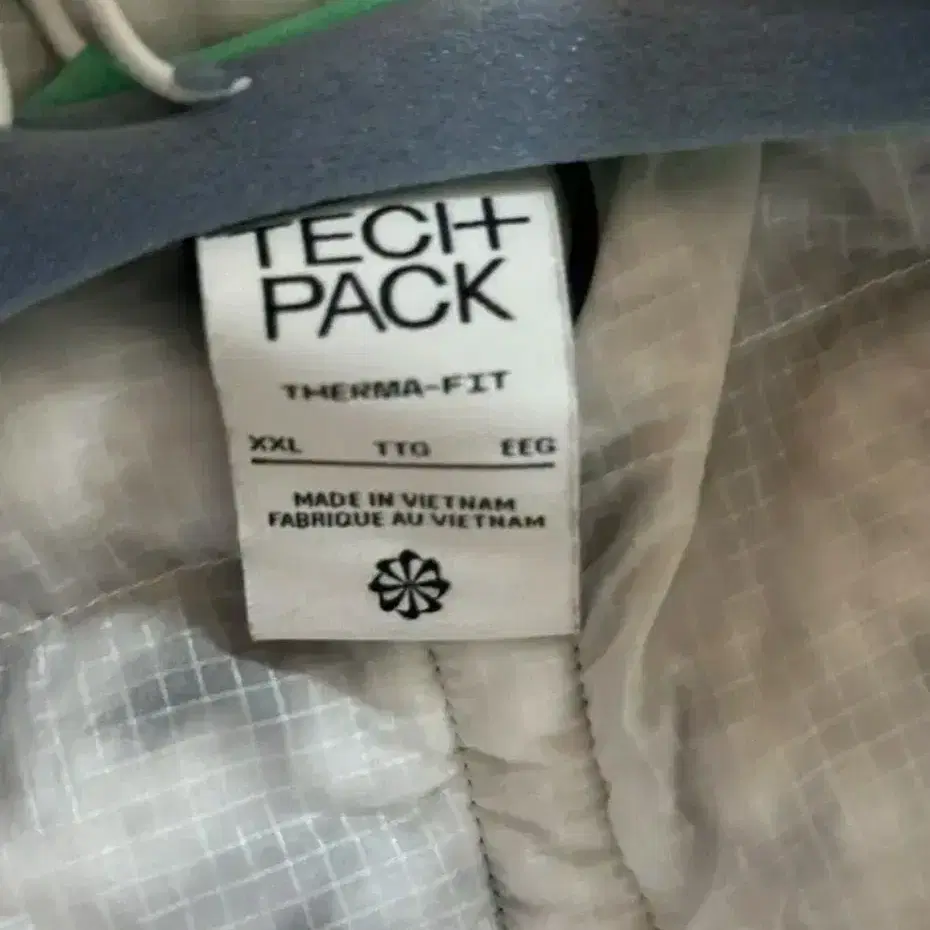 TECH
PACK
THERMA-FIT
XXL TTG EEG
MADE IN VIETNAM
FABRIQUE AU VIETNAM